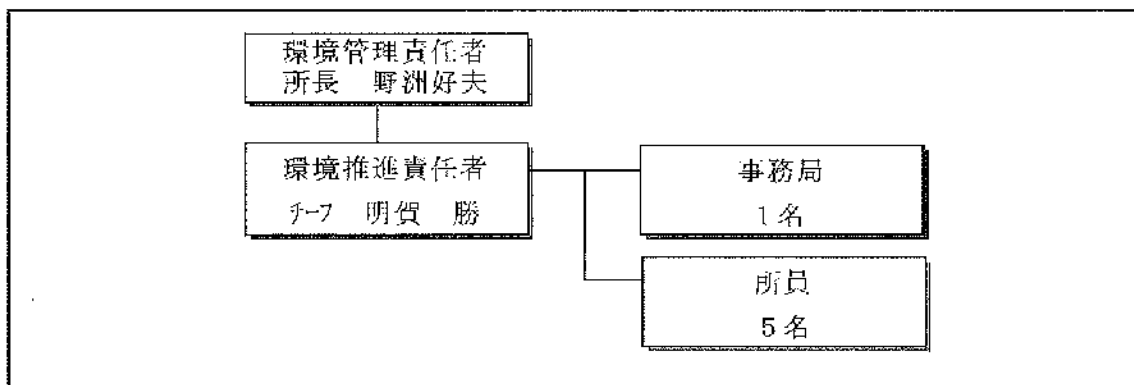 環境管理責任者
所長　野洲好夫
環境推進責任者
ﾁｰﾌ　明賀　勝
事務局
1名
所員
5名